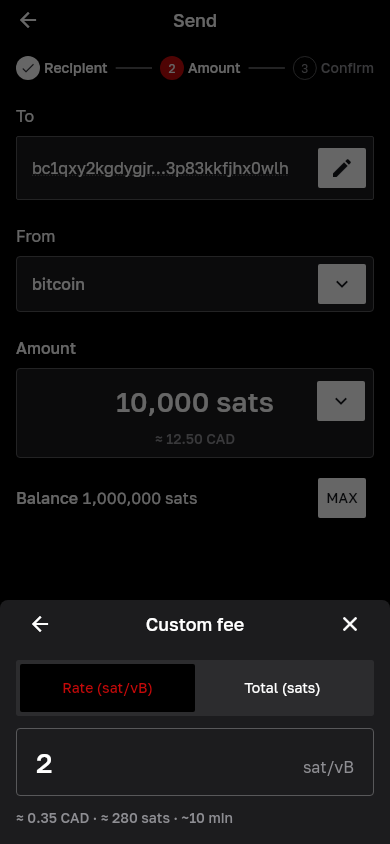 Send
Recipient 2 Amount 3 Confirm
To
bc1qxy2kgdygjr...3p83kkfjhx0wlh
From
bitcoin
Amount
10,000 sats
≈ 12.50 CAD
Balance 1,000,000 sats MAX
Custom fee
Rate (sat/vB) Total (sats)
2 sat/vB
≈ 0.35 CAD · ≈ 280 sats · ~10 min